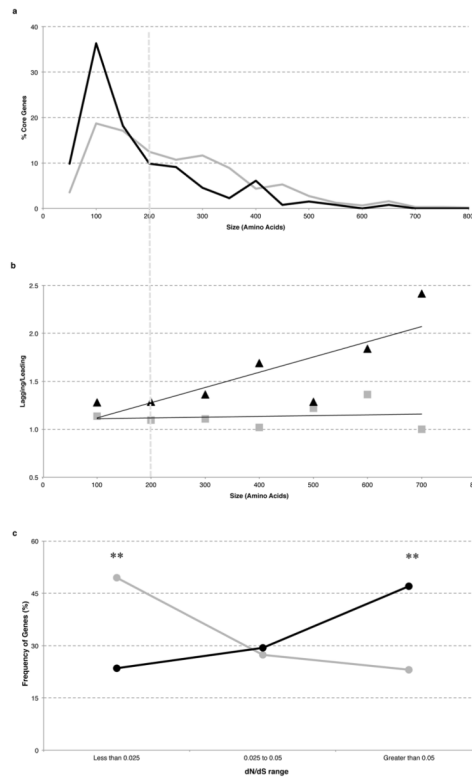 a
40
30
20
10
0
% Core Genes
0 100 200 300 400 500 600 700 800
Size (Amino Acids)
b
2.5
2.0
1.5
1.0
0.5
Lagging/Leading
0 100 200 300 400 500 600 700 800
Size (Amino Acids)
c
60
45
30
15
0
Frequency of Genes (%)
** **
Less than 0.025 0.025 to 0.05 Greater than 0.05
dN/dS range